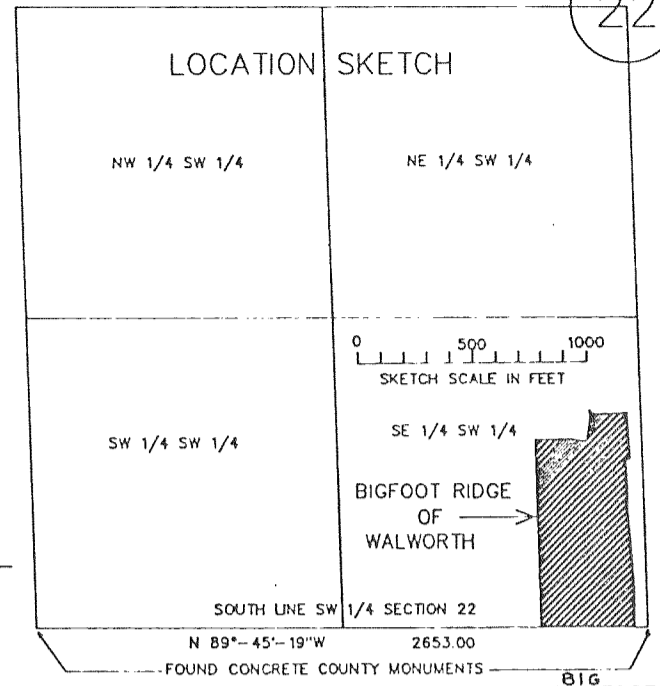 22
LOCATION SKETCH
NW 1/4 SW 1/4
NE 1/4 SW 1/4
0 500 1000
SKETCH SCALE IN FEET
SW 1/4 SW 1/4
SE 1/4 SW 1/4
BIGFOOT RIDGE
OF
WALWORTH
SOUTH LINE SW 1/4 SECTION 22
N 89°-45'-19"W 2653.00
FOUND CONCRETE COUNTY MONUMENTS
BIG